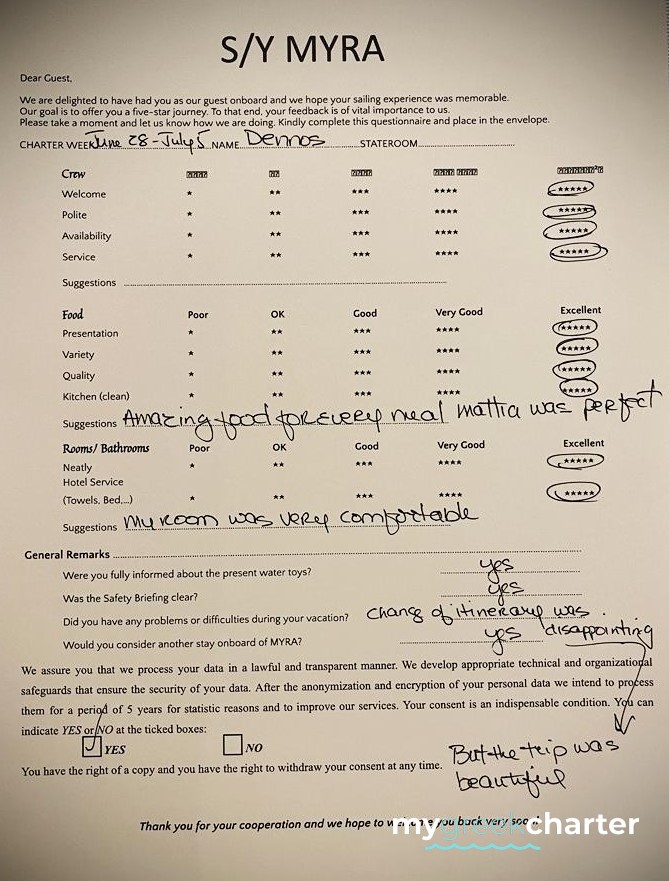 S/Y MYRA
Dear Guest,
We are delighted to have had you as our guest onboard and we hope your sailing experience was memorable.
Our goal is to offer you a five-star journey. To that end, your feedback is of vital importance to us.
Please take a moment and let us know how we are doing. Kindly complete this questionnaire and place in the envelope.
CHARTER WEEK June 28 - July 5 NAME Dennos STATEROOM
Crew
Welcome * ** *** **** *****
Polite * ** *** **** *****
Availability * ** *** **** *****
Service * ** *** **** *****
Suggestions
Food Poor OK Good Very Good Excellent
Presentation * ** *** **** *****
Variety * ** *** **** *****
Quality * ** *** **** *****
Kitchen (clean) * ** *** **** *****
Suggestions Amazing food for every meal mattia was perfect
Rooms/ Bathrooms Poor OK Good Very Good Excellent
Neatly * ** *** **** *****
Hotel Service
(Towels, Bed,...) * ** *** **** *****
Suggestions my room was very comfortable
General Remarks
Were you fully informed about the present water toys? yes
Was the Safety Briefing clear? yes
Did you have any problems or difficulties during your vacation? change of itinerary was disappointing
Would you consider another stay onboard of MYRA? yes
We assure you that we process your data in a lawful and transparent manner. We develop appropriate technical and organizational
safeguards that ensure the security of your data. After the anonymization and encryption of your personal data we intend to process
them for a period of 5 years for statistic reasons and to improve our services. Your consent is an indispensable condition. You can
indicate YES or NO at the ticked boxes:
YES NO
But the trip was
beautiful
You have the right of a copy and you have the right to withdraw your consent at any time.
Thank you for your cooperation and we hope to welcome you back very soon!
mygreekcharter